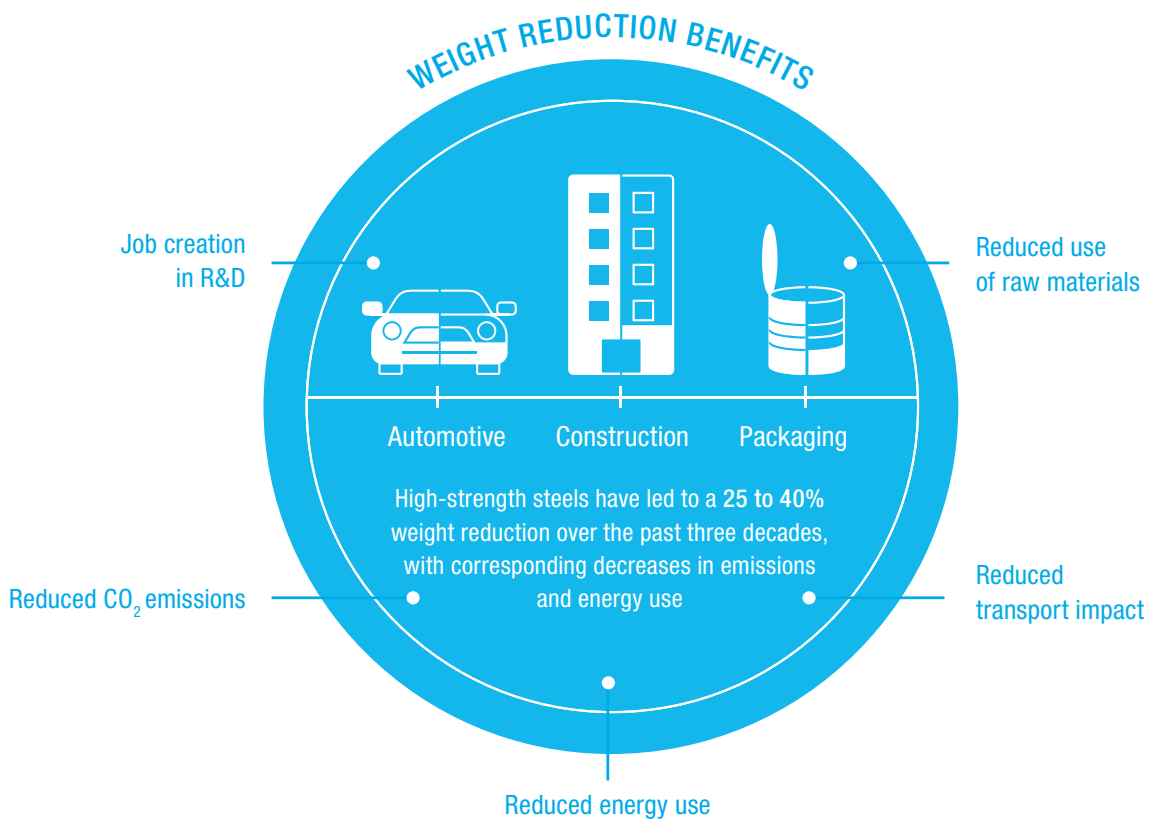 WEIGHT REDUCTION BENEFITS
Job creation
in R&D
Reduced use
of raw materials
Automotive
Construction
Packaging
High-strength steels have led to a 25 to 40%
weight reduction over the past three decades,
with corresponding decreases in emissions
and energy use
Reduced CO₂ emissions
Reduced
transport impact
Reduced energy use